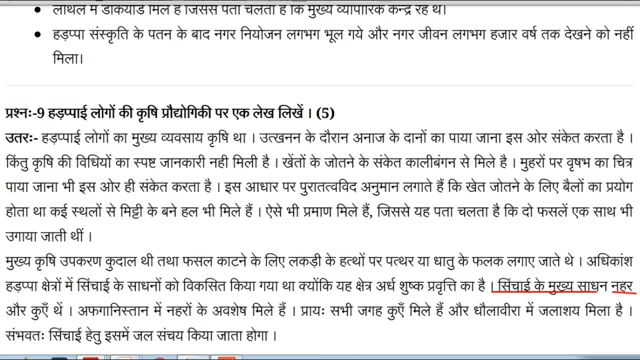 लोथल में डॉकयार्ड मिले हैं जिससे पता चलता है कि मुख्य व्यापारिक केन्द्र रहे थे।
हड़प्पा संस्कृति के पतन के बाद नगर नियोजन लगभग भूल गये और नगर जीवन लगभग हजार वर्ष तक देखने को नहीं
मिला।
प्रश्नः-9 हड़प्पाई लोगों की कृषि प्रौद्योगिकी पर एक लेख लिखें। (5)
उतरः- हड़प्पाई लोगों का मुख्य व्यवसाय कृषि था । उत्खनन के दौरान अनाज के दानों का पाया जाना इस ओर संकेत करता है।
किंतु कृषि की विधियों का स्पष्ट जानकारी नही मिली है । खेंतों के जोतने के संकेत कालीबंगन से मिले है । मुहरों पर वृषभ का चित्र
पाया जाना भी इस ओर ही संकेत करता है । इस आधार पर पुरातत्वविद अनुमान लगाते हैं कि खेत जोतने के लिए बैलों का प्रयोग
होता था कई स्थलों से मिट्टी के बने हल भी मिले हैं । ऐसे भी प्रमाण मिले हैं, जिससे यह पता चलता है कि दो फसलें एक साथ भी
उगाया जाती थीं ।
मुख्य कृषि उपकरण कुदाल थी तथा फसल काटने के लिए लकड़ी के हत्थों पर पत्थर या धातु के फलक लगाए जाते थे । अधिकांश
हड़प्पा क्षेत्रों में सिंचाई के साधनों को विकसित किया गया था क्योंकि यह क्षेत्र अर्ध शुष्क प्रवृत्ति का है । सिंचाई के मुख्य साधन नहर
और कुएँ थें । अफगानिस्तान में नहरों के अवशेष मिले हैं । प्रायः सभी जगह कुएँ मिले हैं और धौलावीरा में जलाशय मिला है ।
संभवतः सिंचाई हेतु इसमें जल संचय किया जाता होगा ।